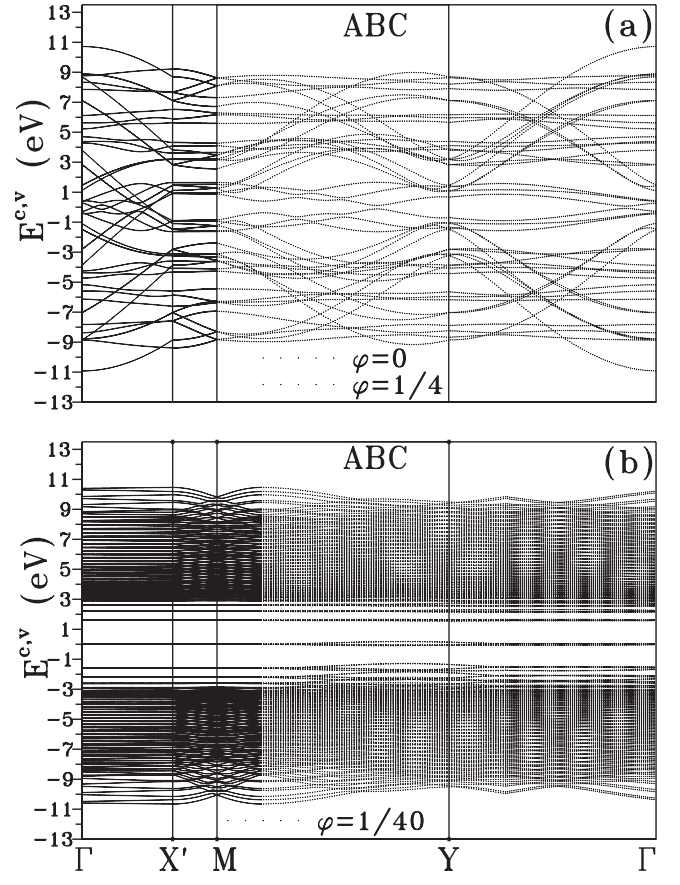 ABC
(a)
E^{c,v} (eV)
13
11
9
7
5
3
1
-1
-3
-5
-7
-9
-11
-13
φ=0
φ=1/4
ABC
(b)
E^{c,v} (eV)
13
11
9
7
5
3
1
-1
-3
-5
-7
-9
-11
-13
φ=1/40
Γ X' M Y Γ